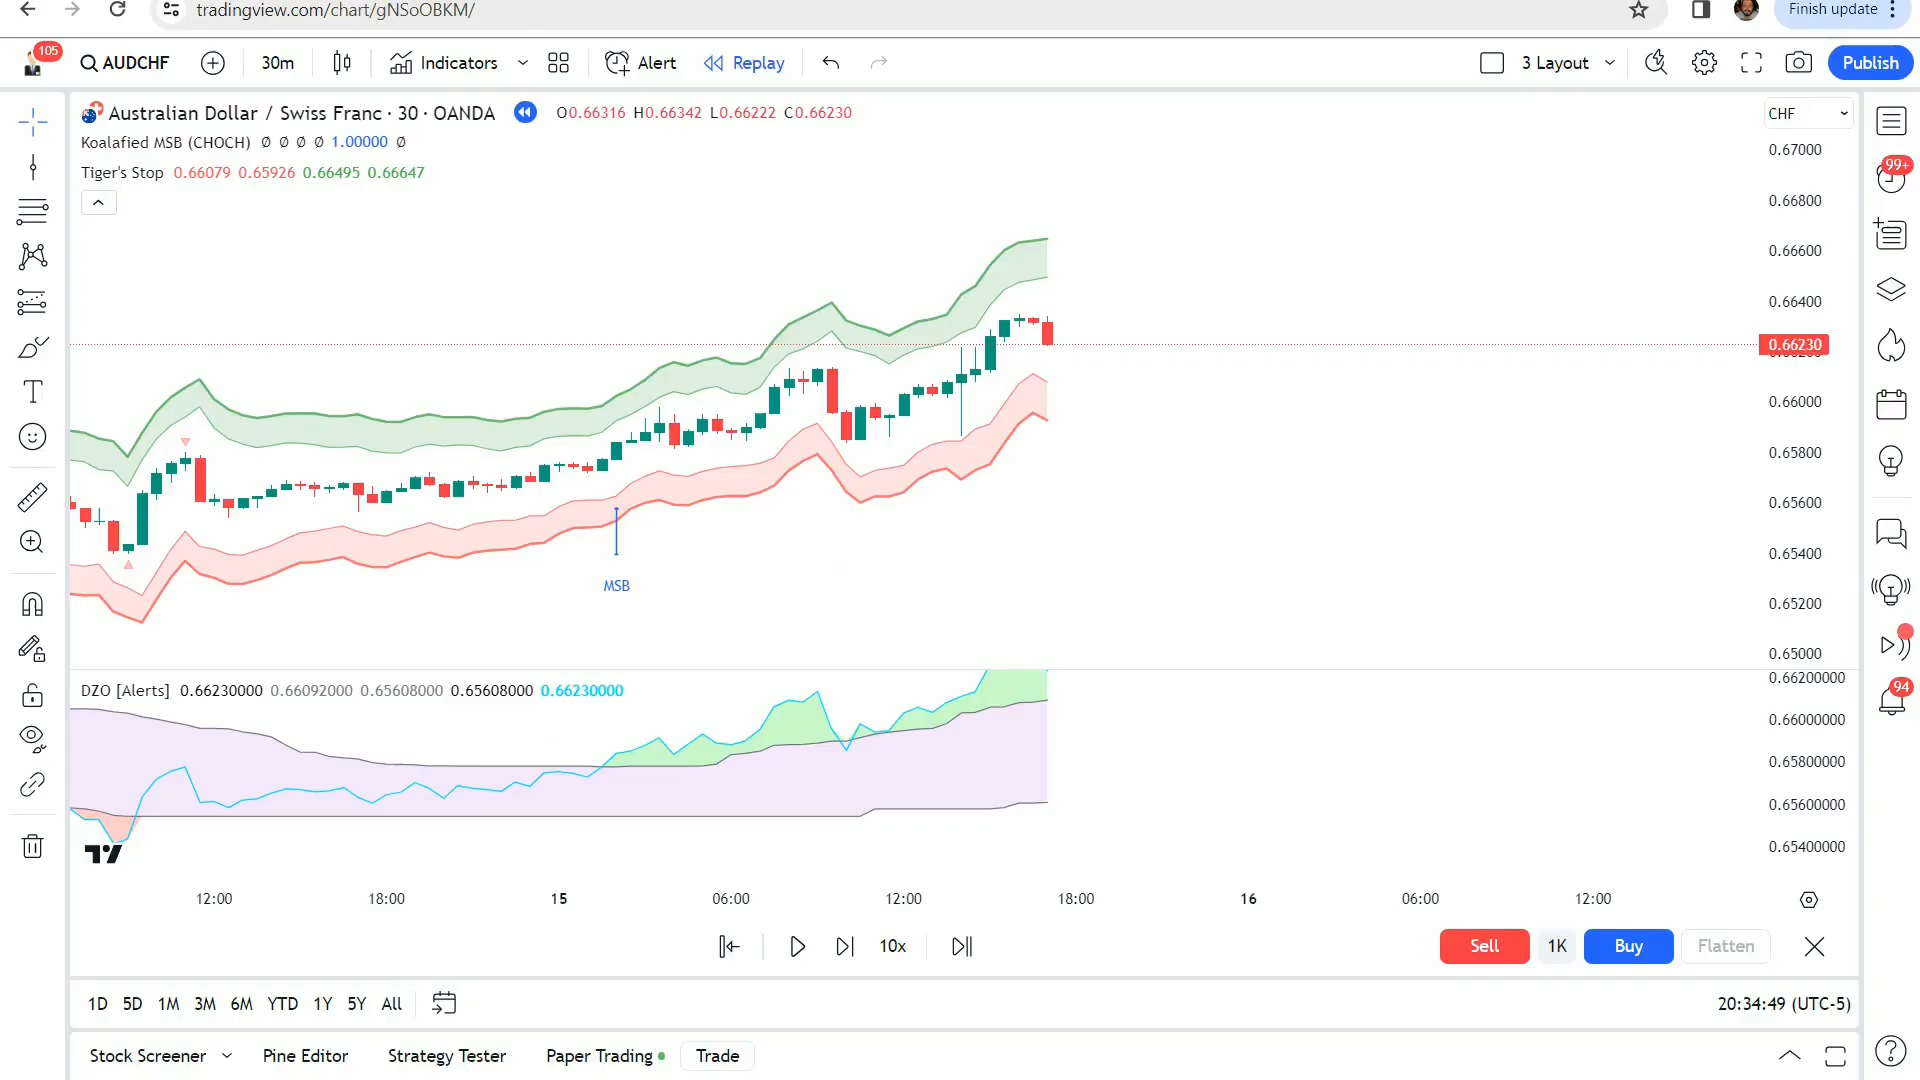 tradingview.com/chart/gNSoOBKM/
Finish update
105
AUDCHF
30m
Indicators
Alert
Replay
3 Layout
Publish
Australian Dollar / Swiss Franc · 30 · OANDA
O0.66316 H0.66342 L0.66222 C0.66230
CHF
Koalafied MSB (CHOCH) Ø Ø Ø Ø 1.00000 Ø
Tiger's Stop 0.66079 0.65926 0.66495 0.66647
0.67000
0.66800
0.66600
0.66400
0.66230
0.66000
0.65800
0.65600
0.65400
0.65200
0.65000
99+
94
MSB
DZO [Alerts] 0.66230000 0.66092000 0.65608000 0.65608000 0.66230000
0.66200000
0.66000000
0.65800000
0.65600000
0.65400000
12:00
18:00
15
06:00
12:00
18:00
16
06:00
12:00
10x
Sell
1K
Buy
Flatten
1D 5D 1M 3M 6M YTD 1Y 5Y All
20:34:49 (UTC-5)
Stock Screener
Pine Editor
Strategy Tester
Paper Trading
Trade